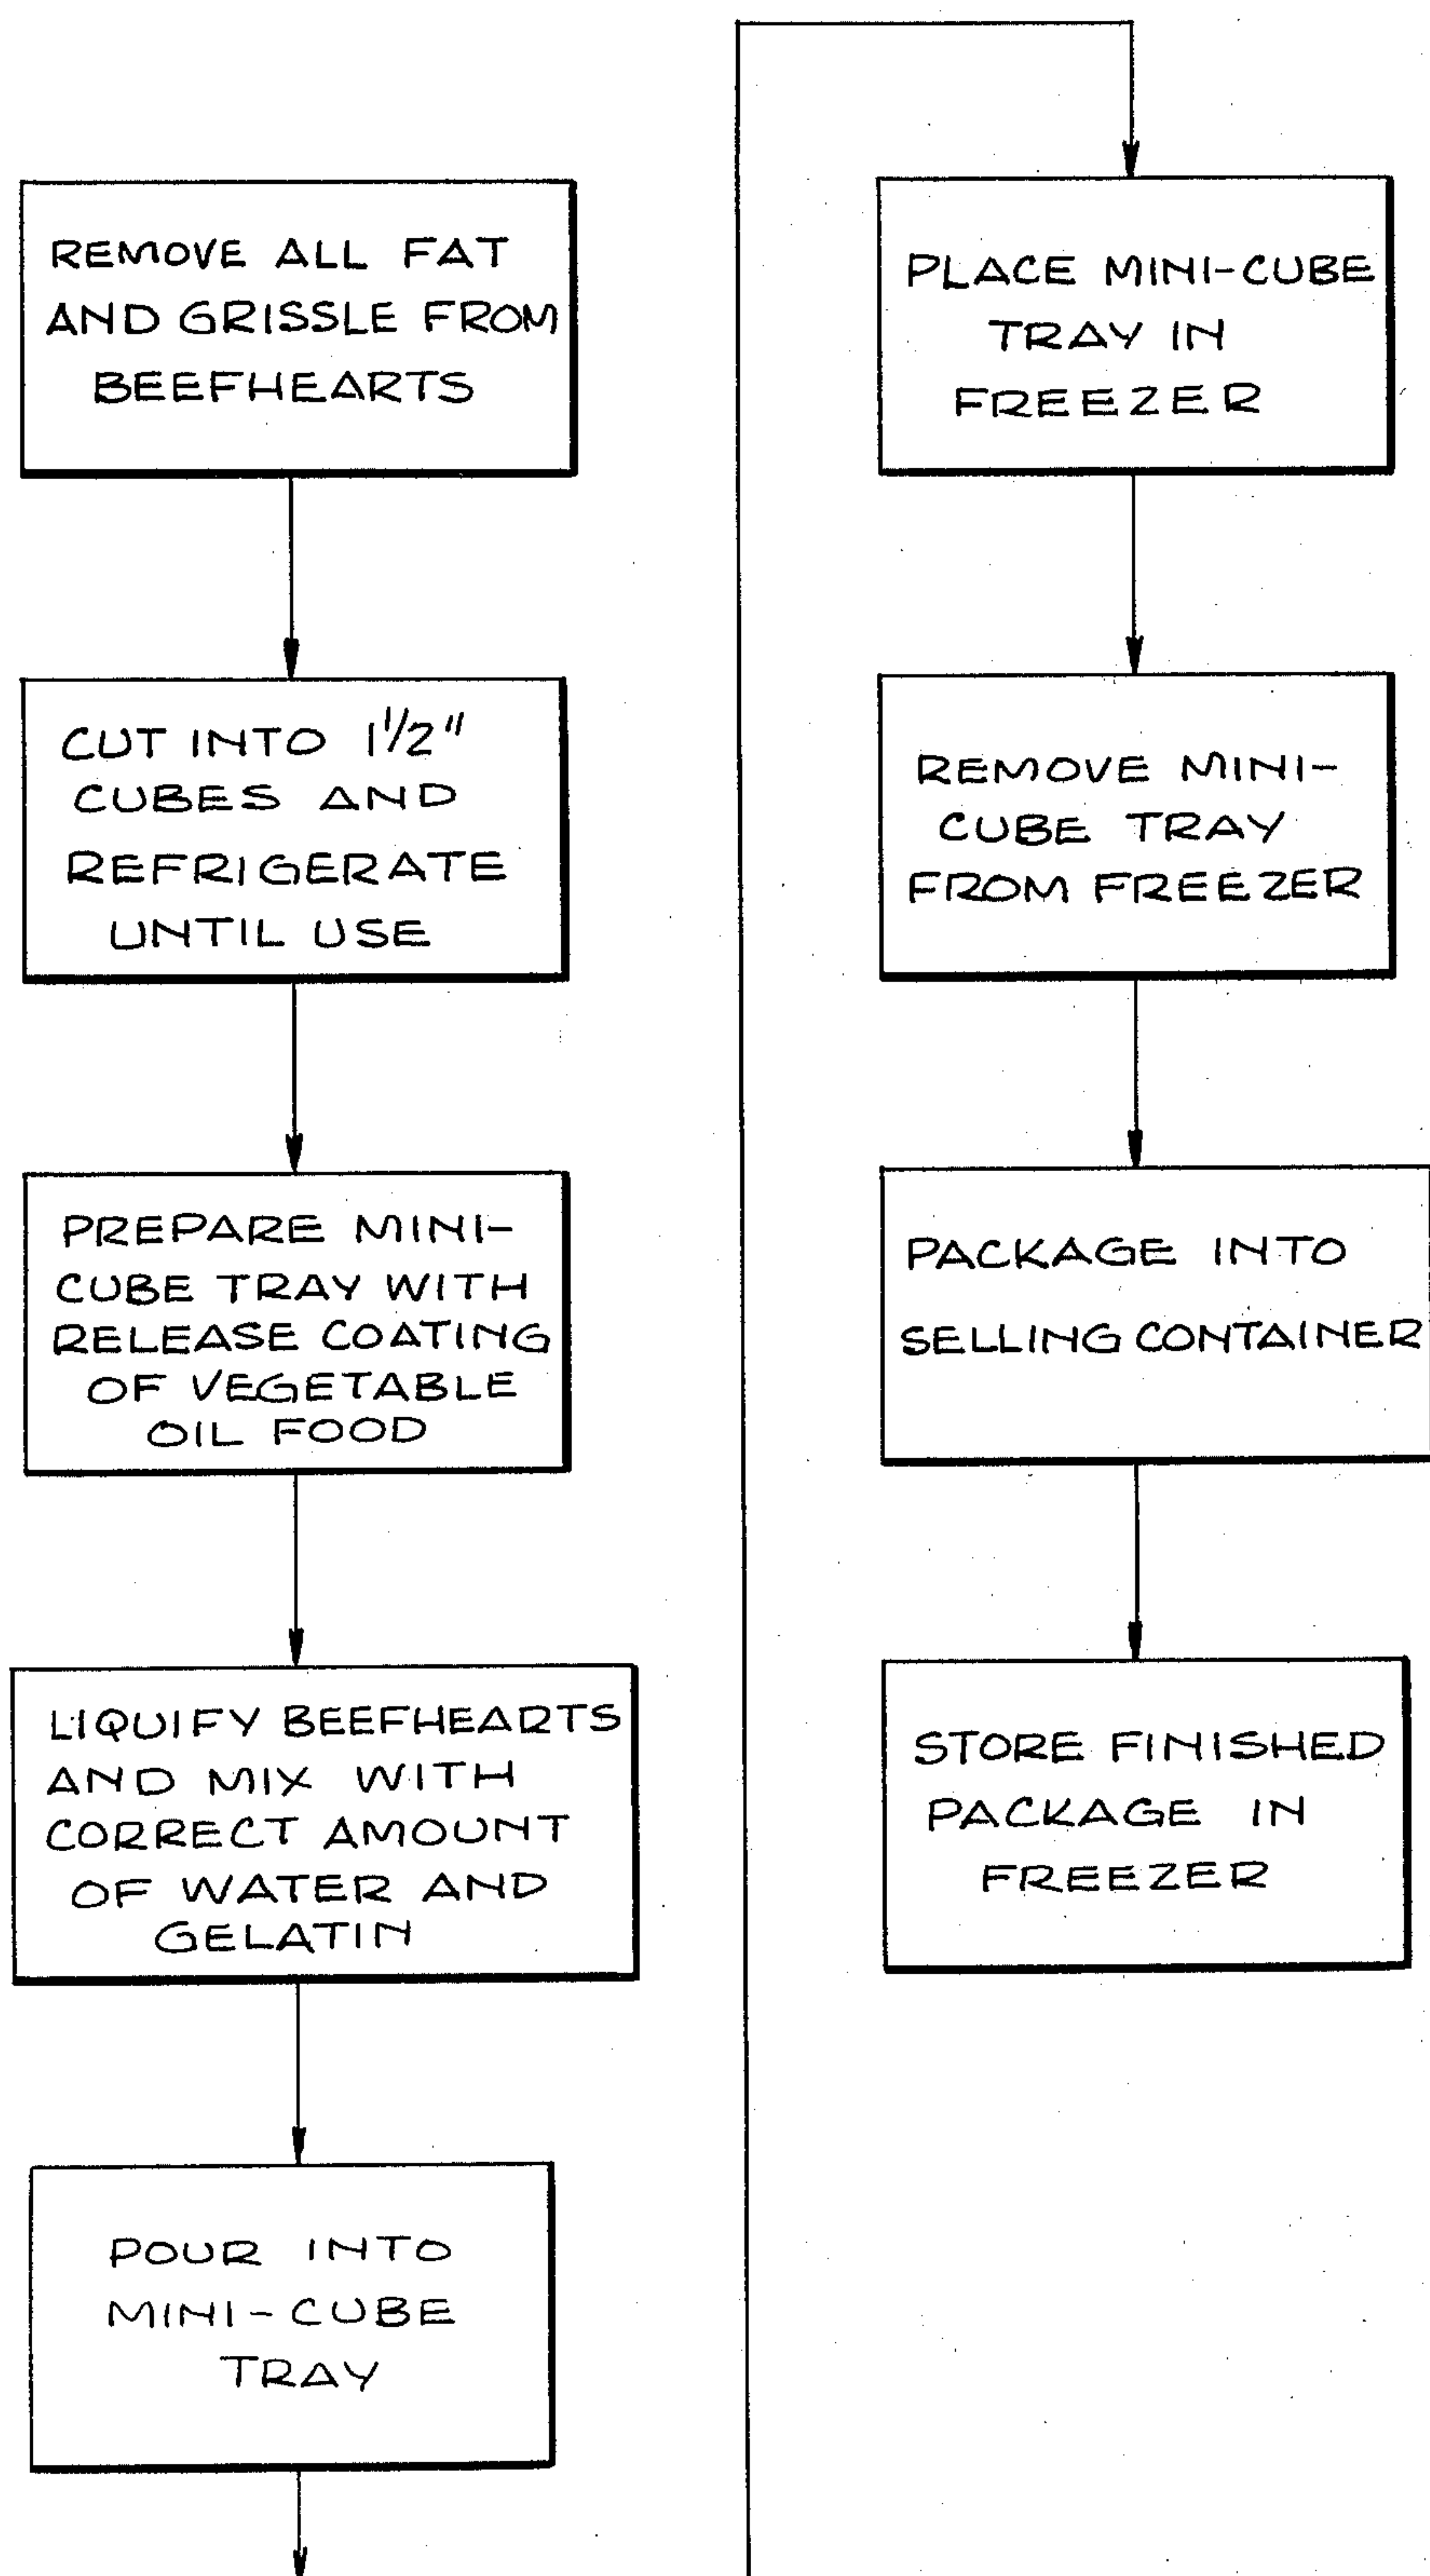 REMOVE ALL FAT
AND GRISSLE FROM
BEEFHEARTS
CUT INTO 1 1/2"
CUBES AND
REFRIGERATE
UNTIL USE
PREPARE MINI-
CUBE TRAY WITH
RELEASE COATING
OF VEGETABLE
OIL FOOD
LIQUIFY BEEFHEARTS
AND MIX WITH
CORRECT AMOUNT
OF WATER AND
GELATIN
POUR INTO
MINI-CUBE
TRAY
PLACE MINI-CUBE
TRAY IN
FREEZER
REMOVE MINI-
CUBE TRAY
FROM FREEZER
PACKAGE INTO
SELLING CONTAINER
STORE FINISHED
PACKAGE IN
FREEZER